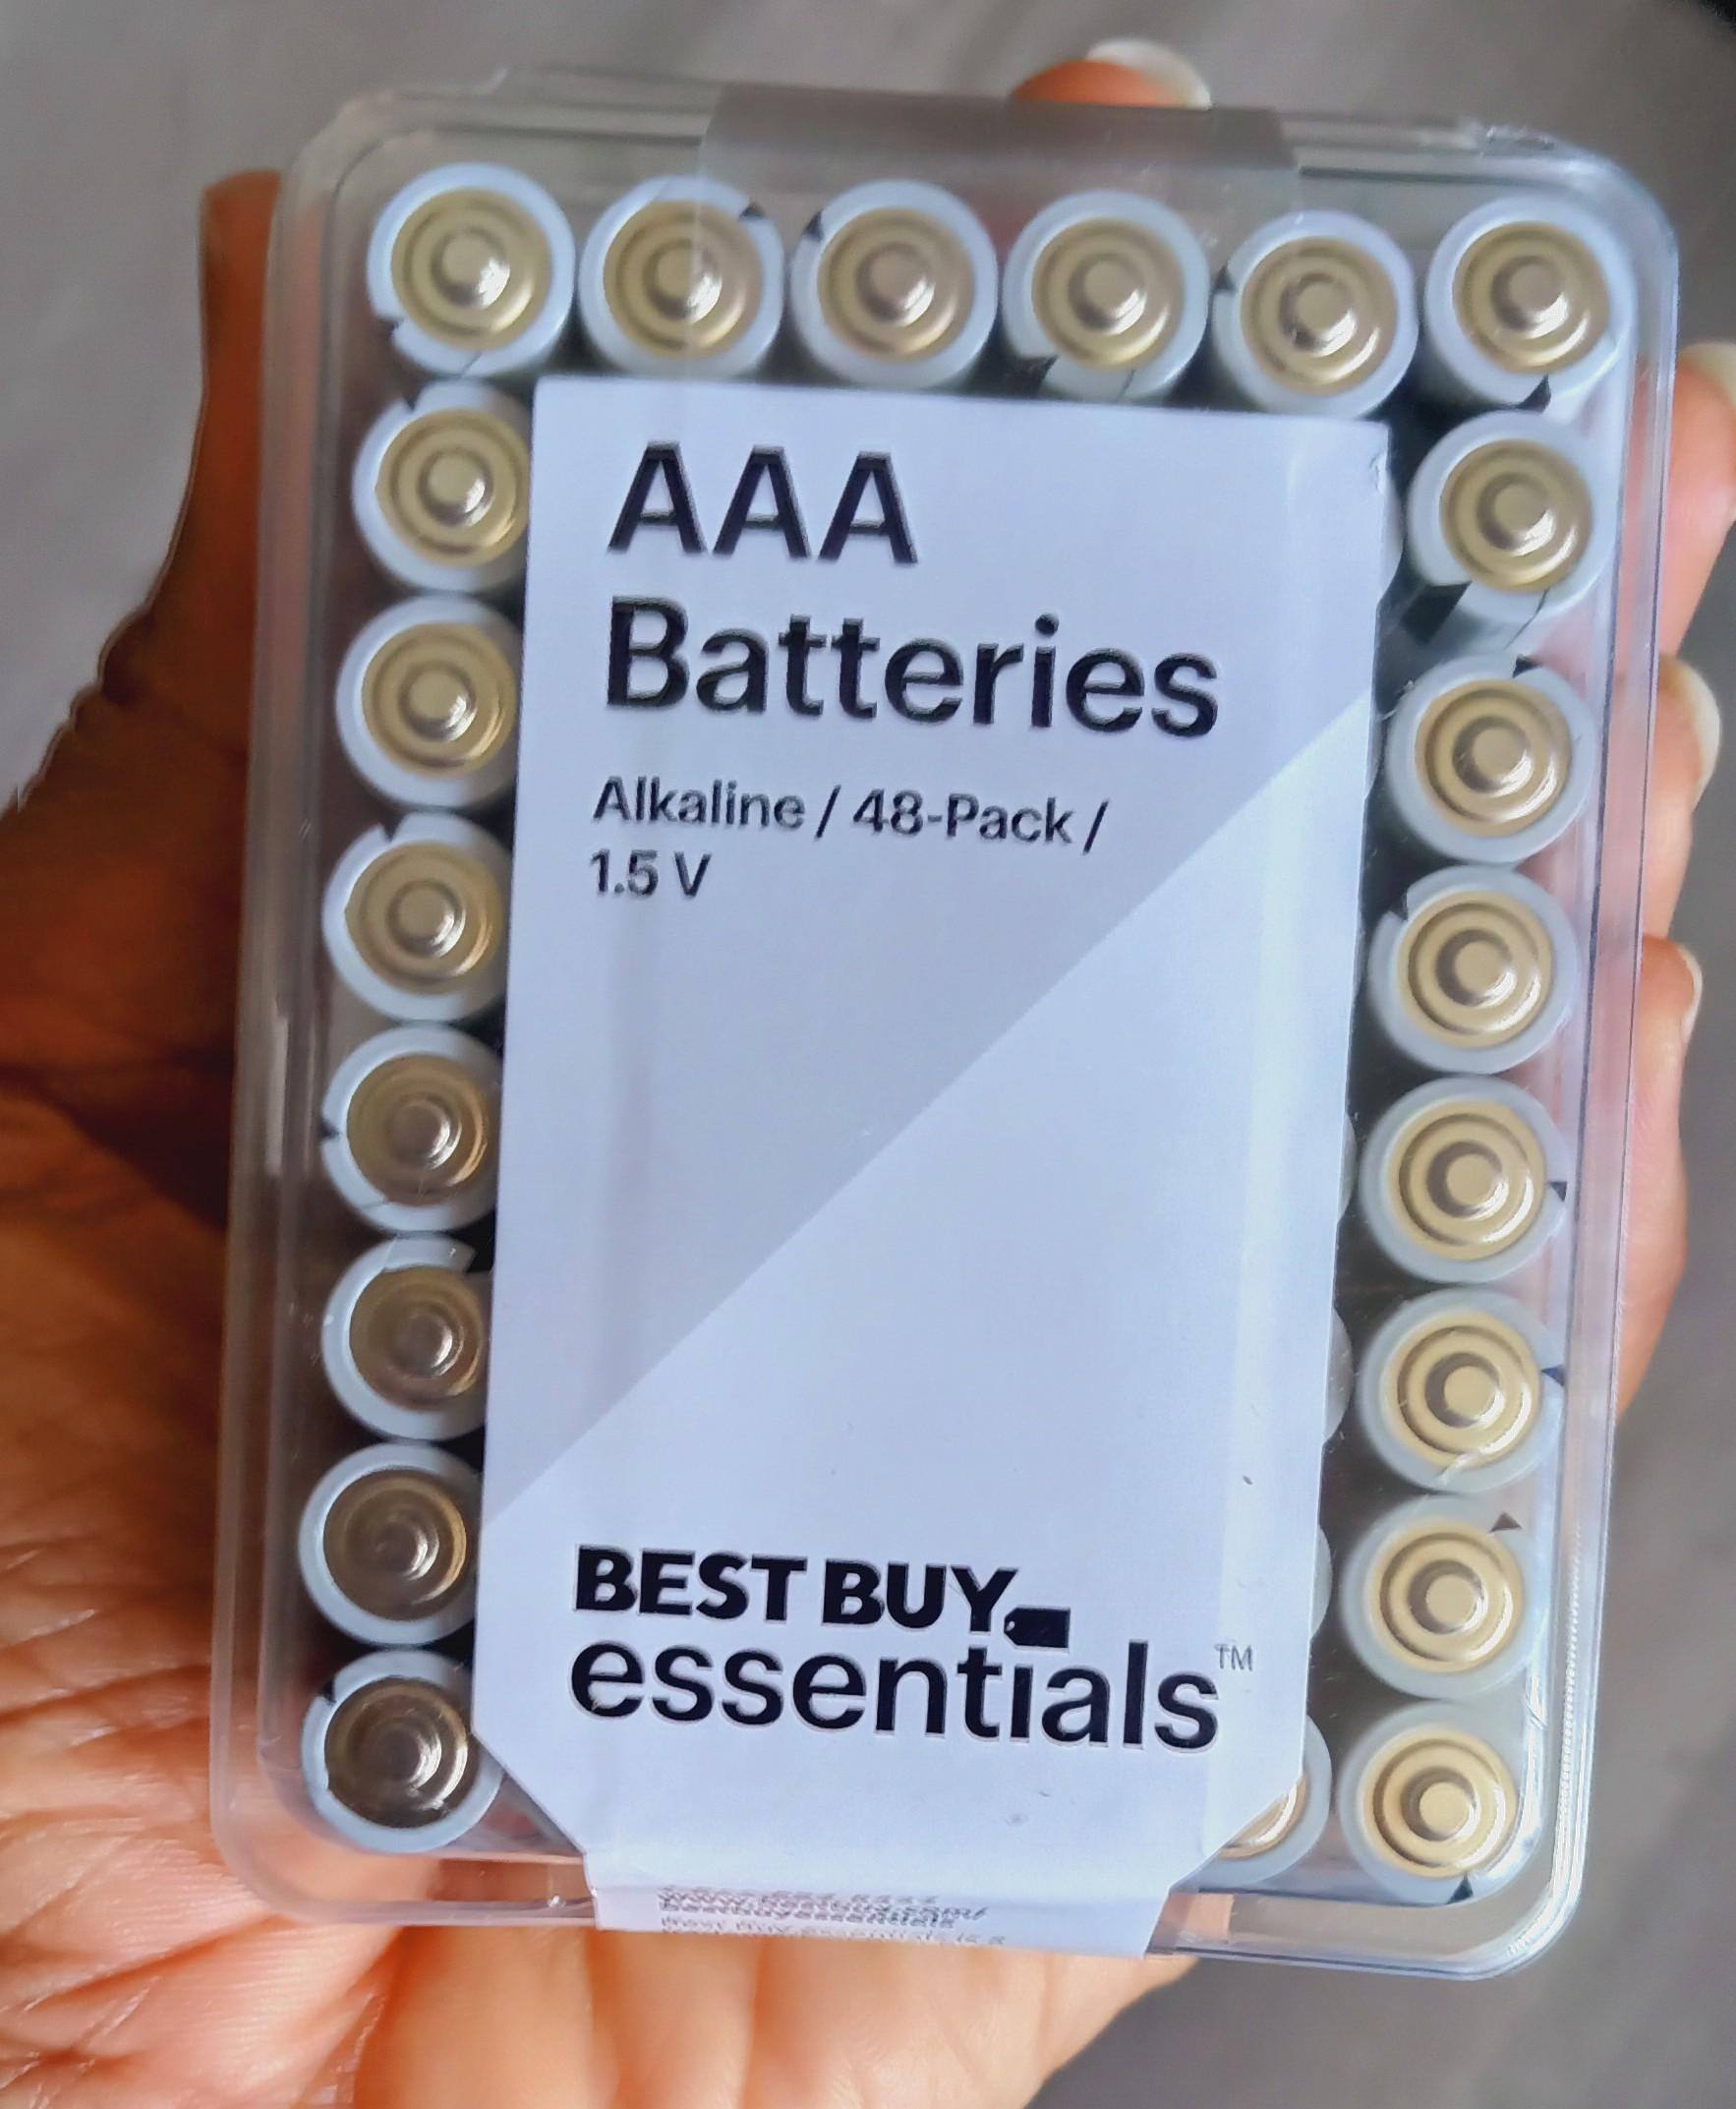 AAA
Batteries
Alkaline / 48-Pack /
1.5 V
BEST BUY
essentials™